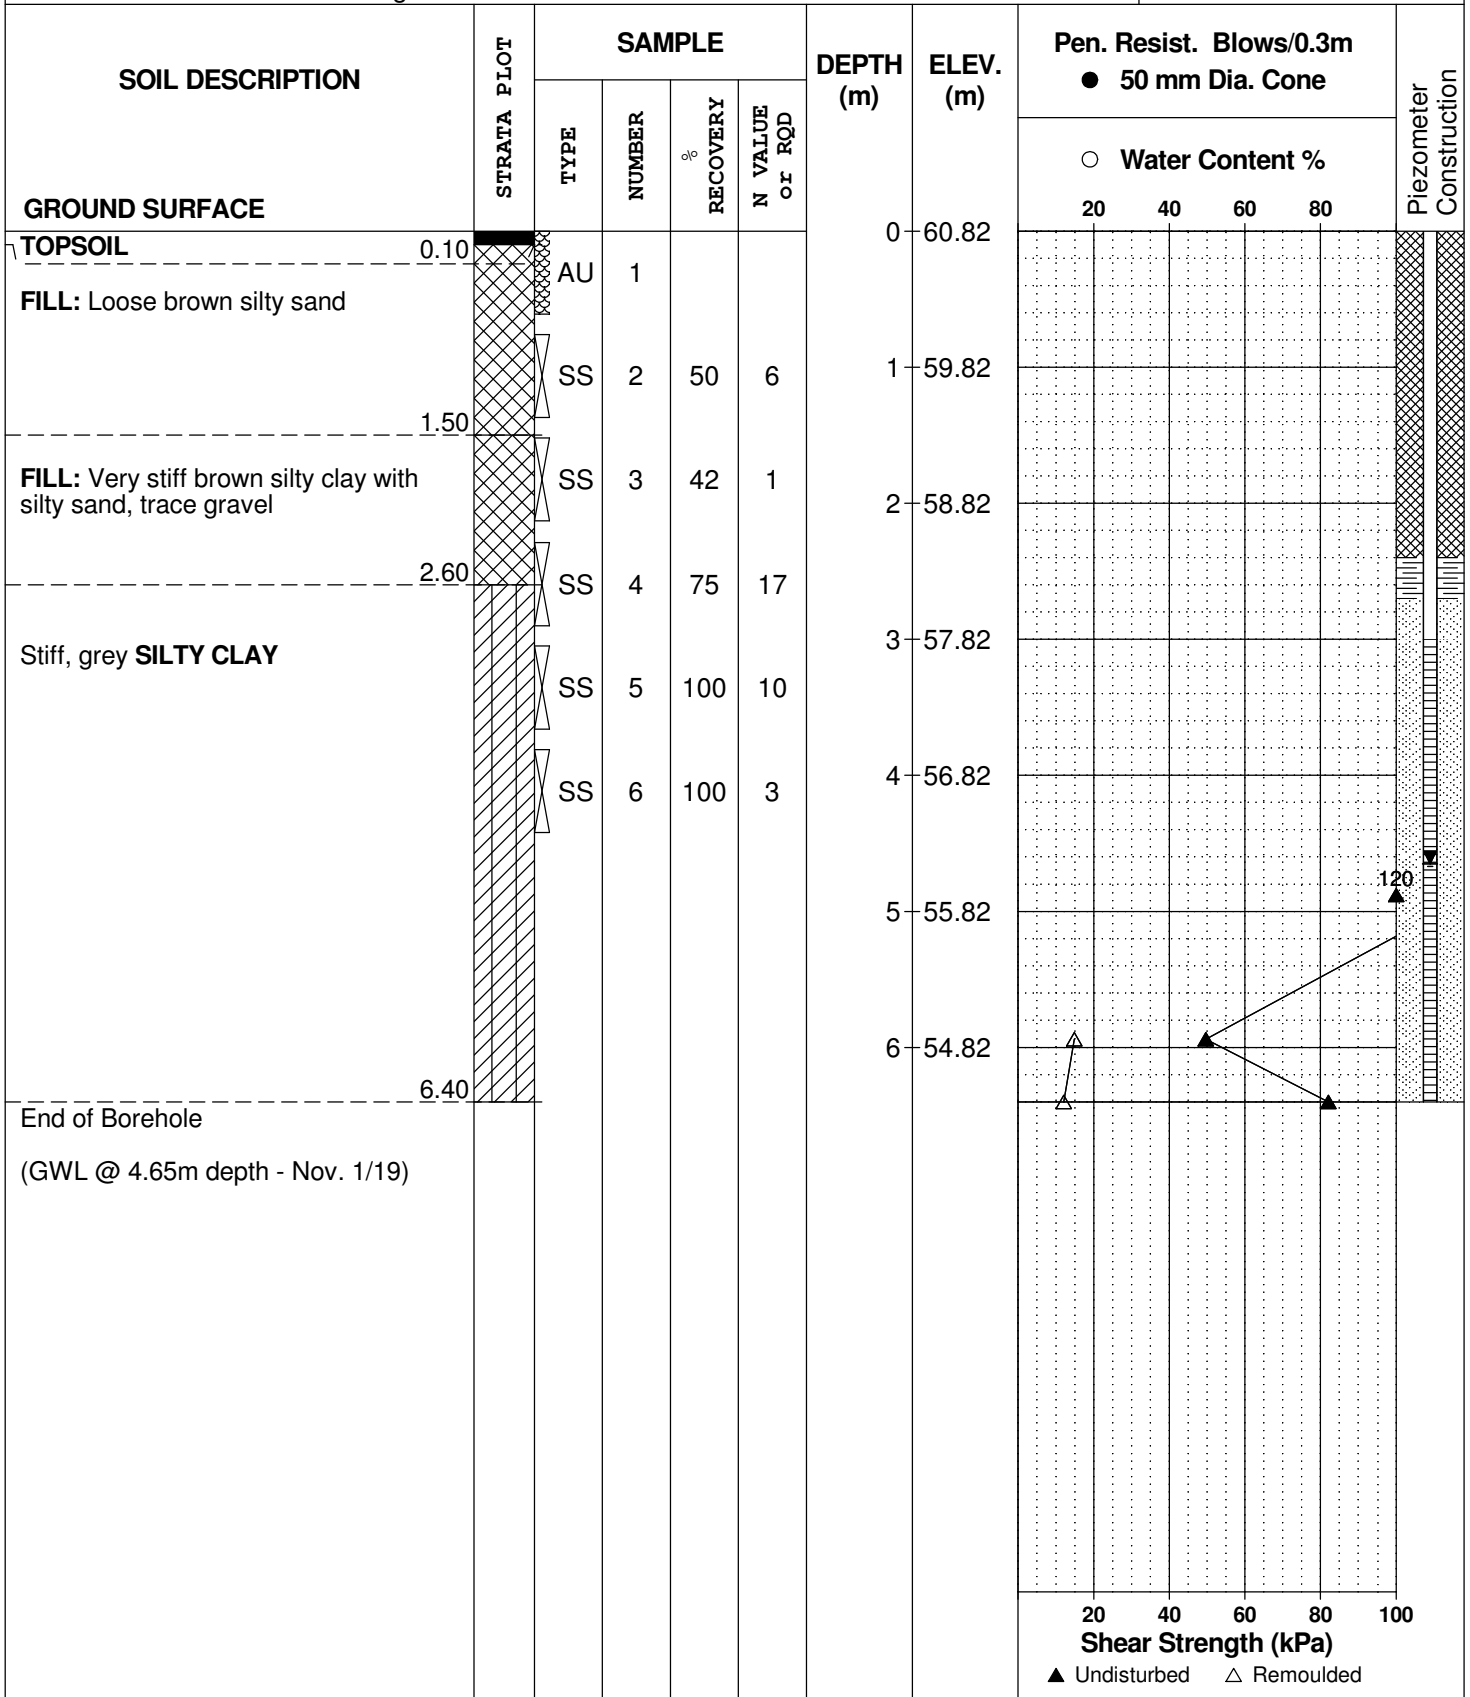 SOIL DESCRIPTION
GROUND SURFACE
STRATA PLOT
SAMPLE
TYPE
NUMBER
% RECOVERY
N VALUE or RQD
DEPTH (m)
ELEV. (m)
Pen. Resist. Blows/0.3m
● 50 mm Dia. Cone
○ Water Content %
20 40 60 80
Piezometer Construction
TOPSOIL 0.10
FILL: Loose brown silty sand
1.50
FILL: Very stiff brown silty clay with
silty sand, trace gravel
2.60
Stiff, grey SILTY CLAY
6.40
End of Borehole
(GWL @ 4.65m depth - Nov. 1/19)
AU 1
SS 2 50 6
SS 3 42 1
SS 4 75 17
SS 5 100 10
SS 6 100 3
0 60.82
1 59.82
2 58.82
3 57.82
4 56.82
5 55.82
6 54.82
120
20 40 60 80 100
Shear Strength (kPa)
▲ Undisturbed △ Remoulded